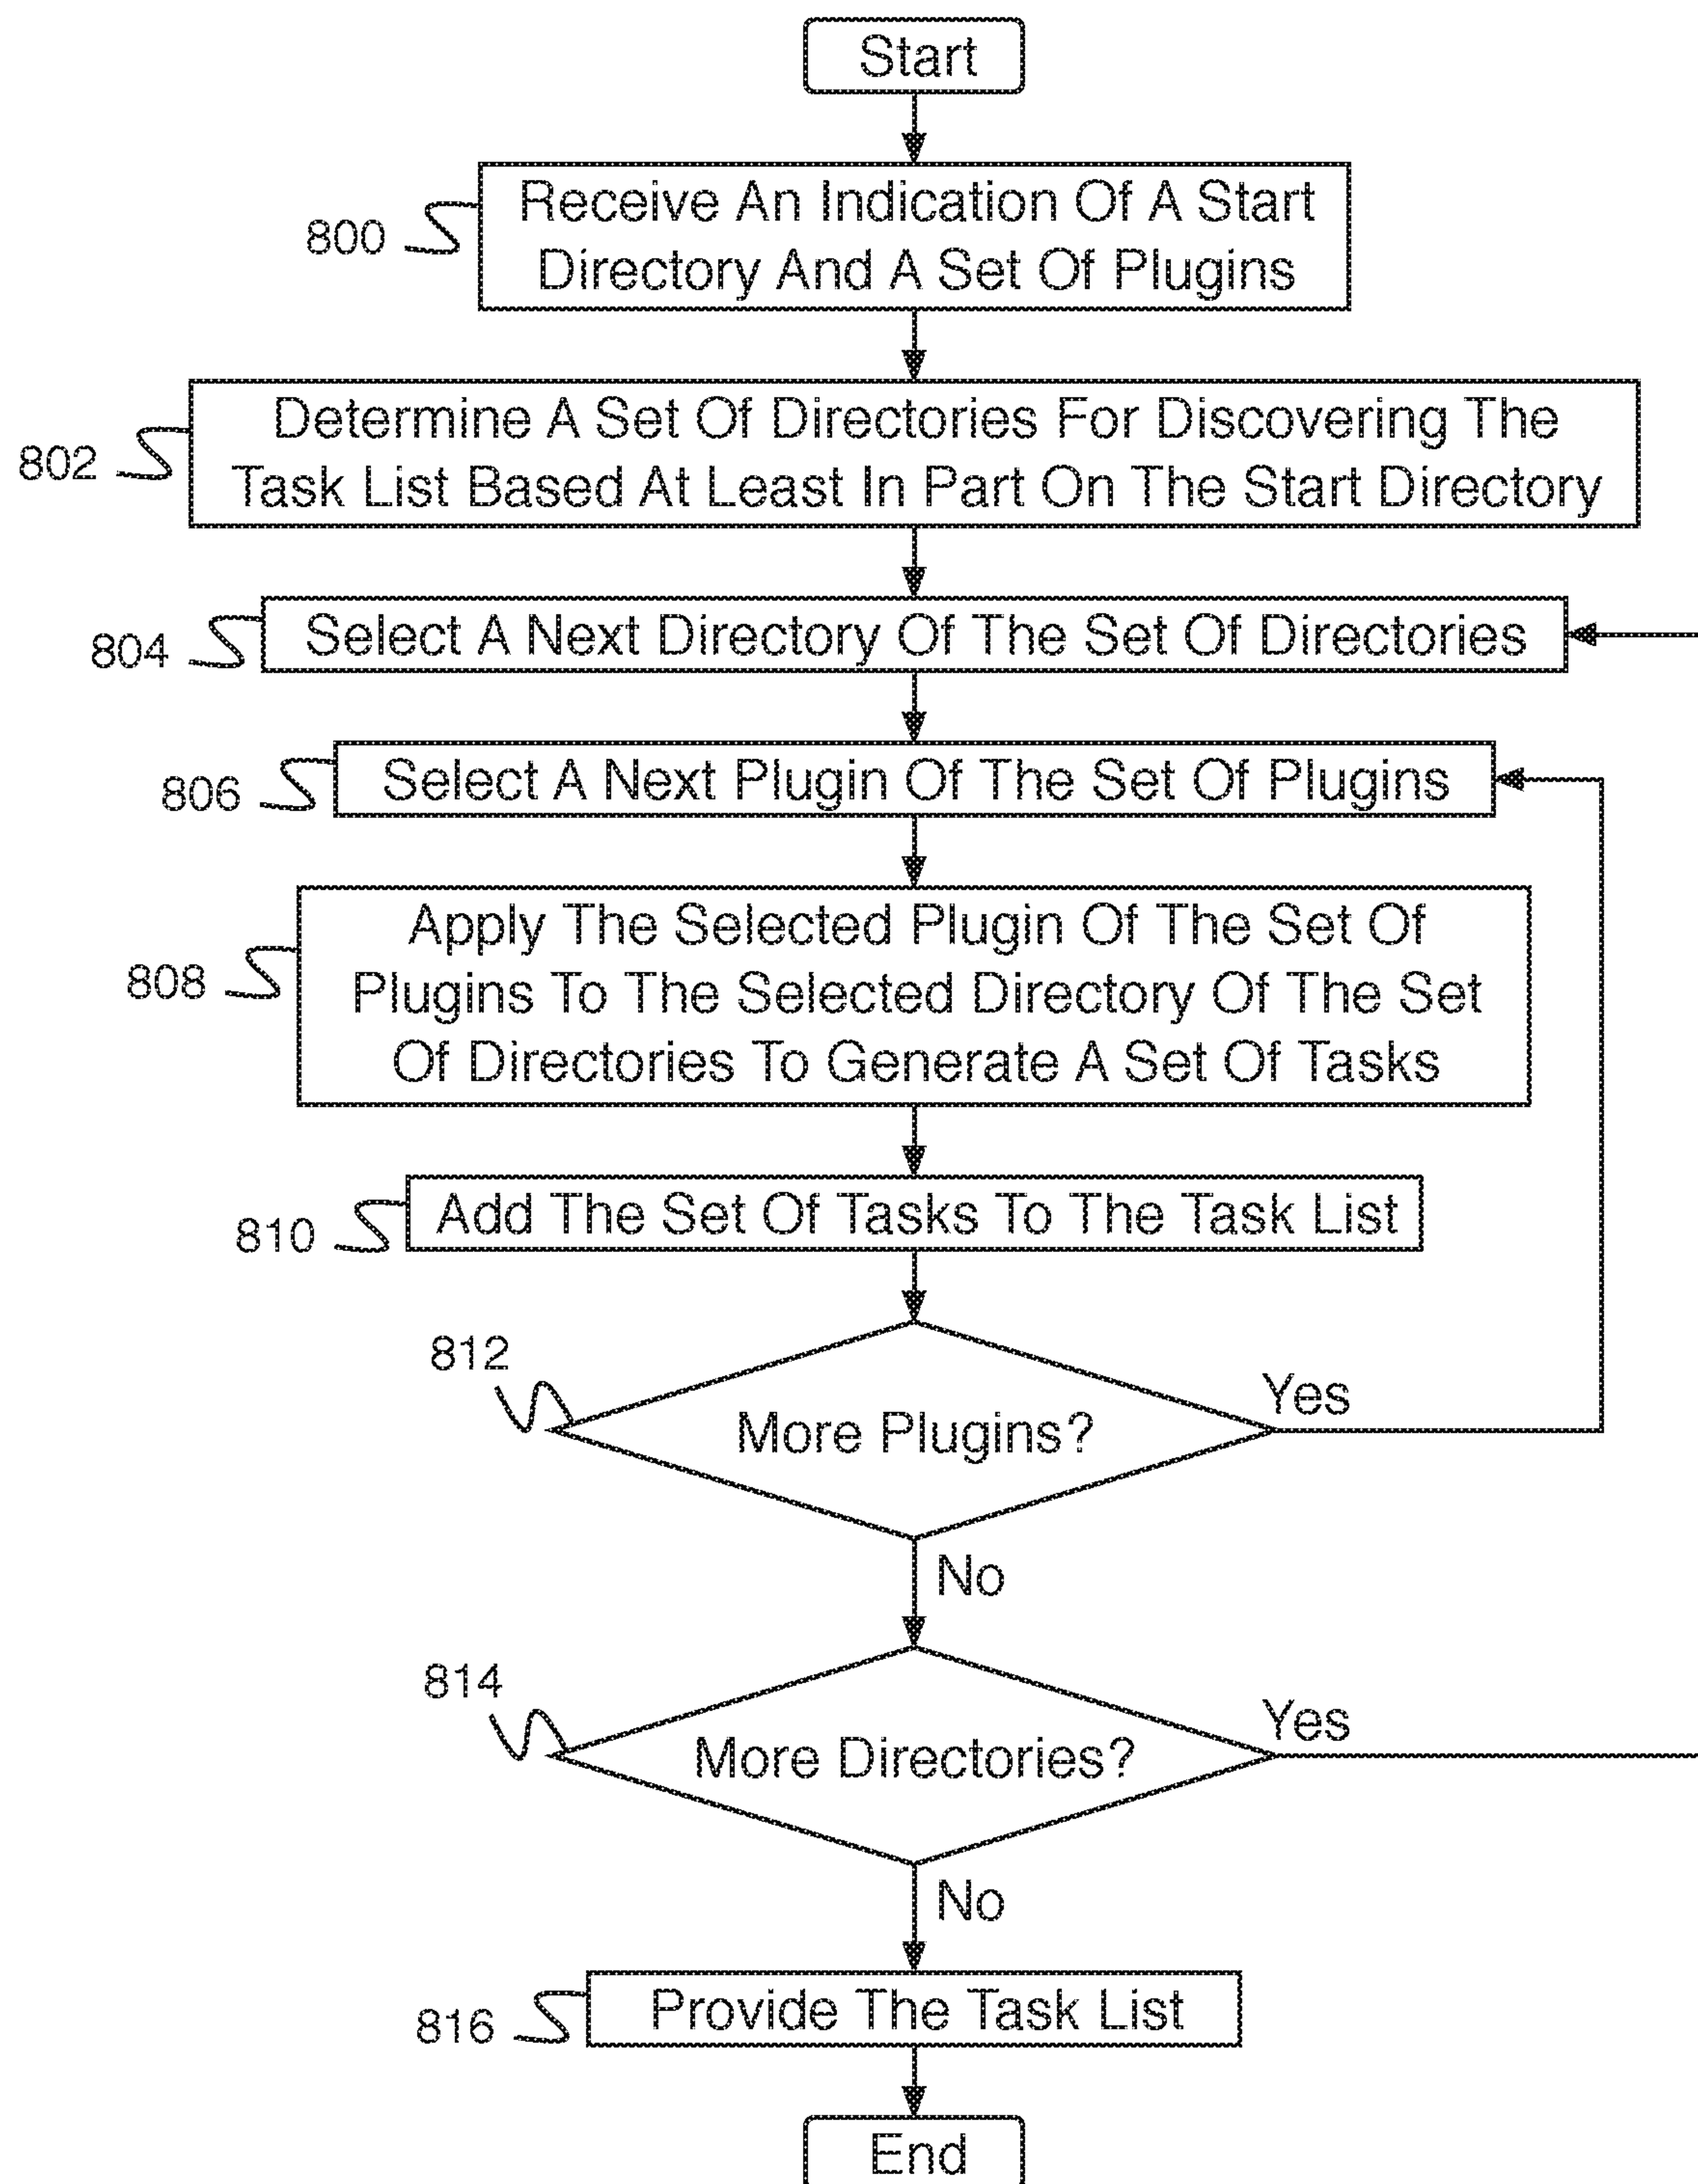 Start
800
Receive An Indication Of A Start
Directory And A Set Of Plugins
802
Determine A Set Of Directories For Discovering The
Task List Based At Least In Part On The Start Directory
804
Select A Next Directory Of The Set Of Directories
806
Select A Next Plugin Of The Set Of Plugins
808
Apply The Selected Plugin Of The Set Of
Plugins To The Selected Directory Of The Set
Of Directories To Generate A Set Of Tasks
810
Add The Set Of Tasks To The Task List
812
More Plugins?
Yes
No
814
More Directories?
Yes
No
816
Provide The Task List
End